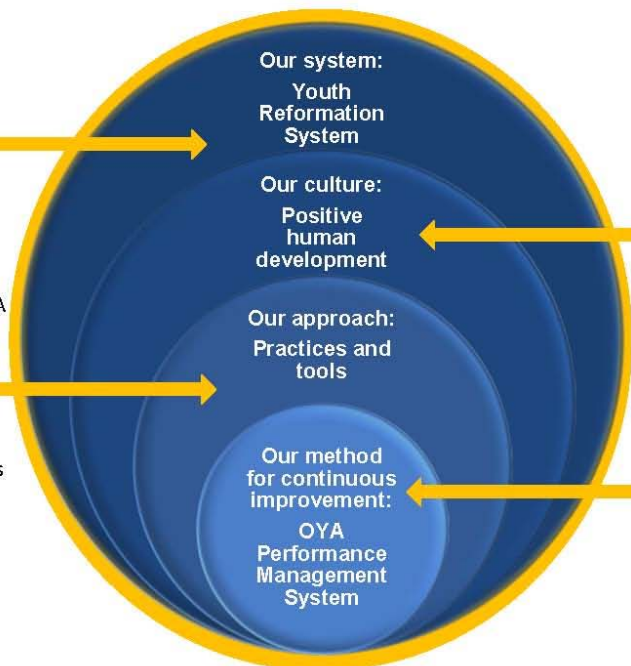 Our system:
Youth
Reformation
System
Our culture:
Positive
human
development
A
Our approach:
Practices and
tools
s
Our method
for continuous
improvement:
OYA
Performance
Management
System